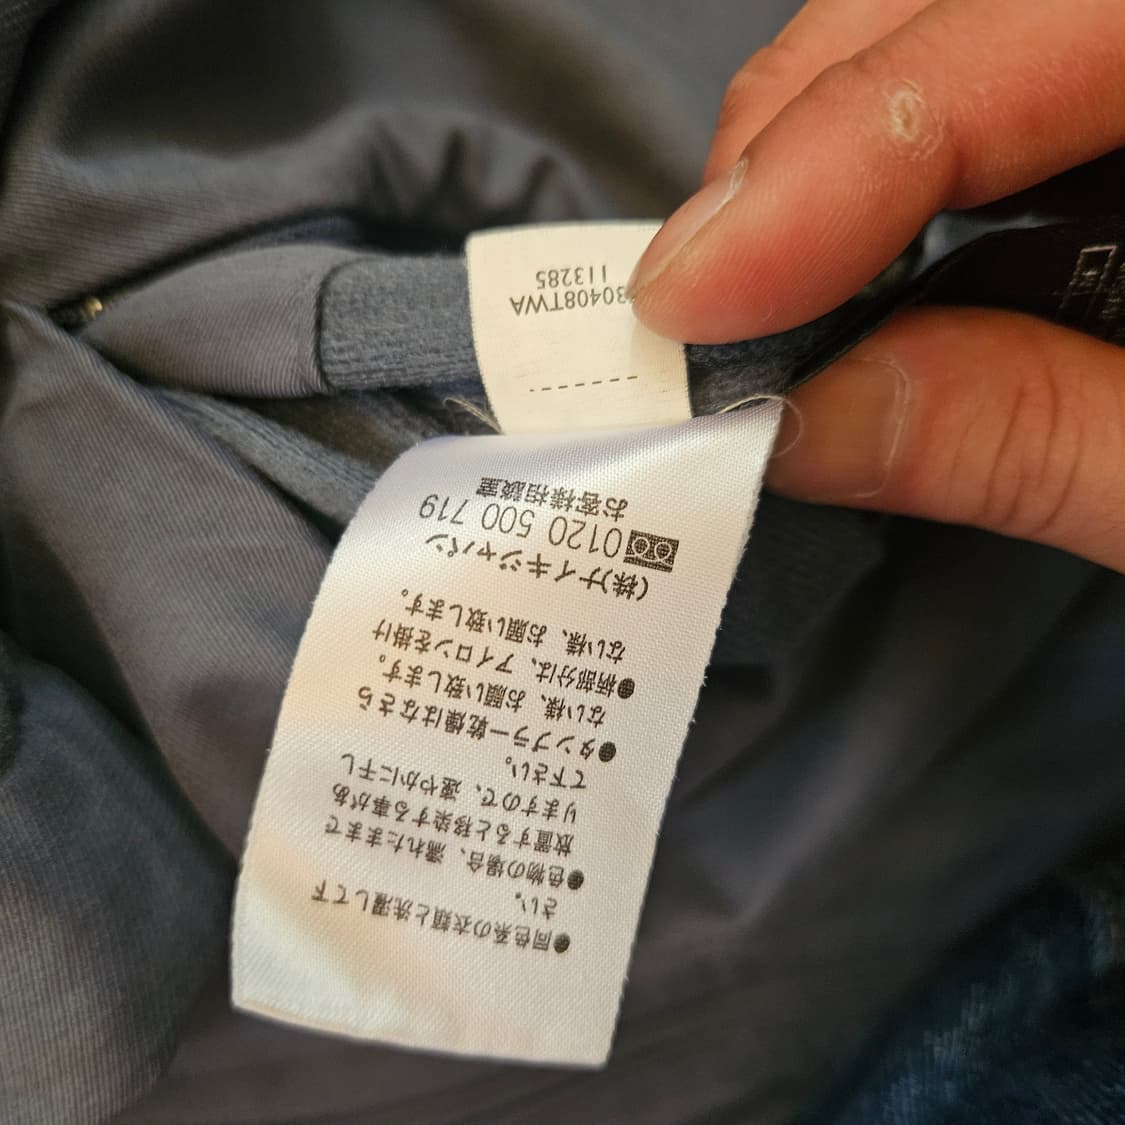 ●同色系の衣類と洗濯して下
さい。
●色物の場合、濡れたままで
放置すると移染する事があ
りますので、速やかに干し
て下さい。
●タンブラー乾燥はなさら
ない様、お願い致します。
●柄部分は、アイロンを掛け
ない様、お願い致します。
(株)ナイキジャパン
0120 500 719
お客様相談室
30408TWA
113285